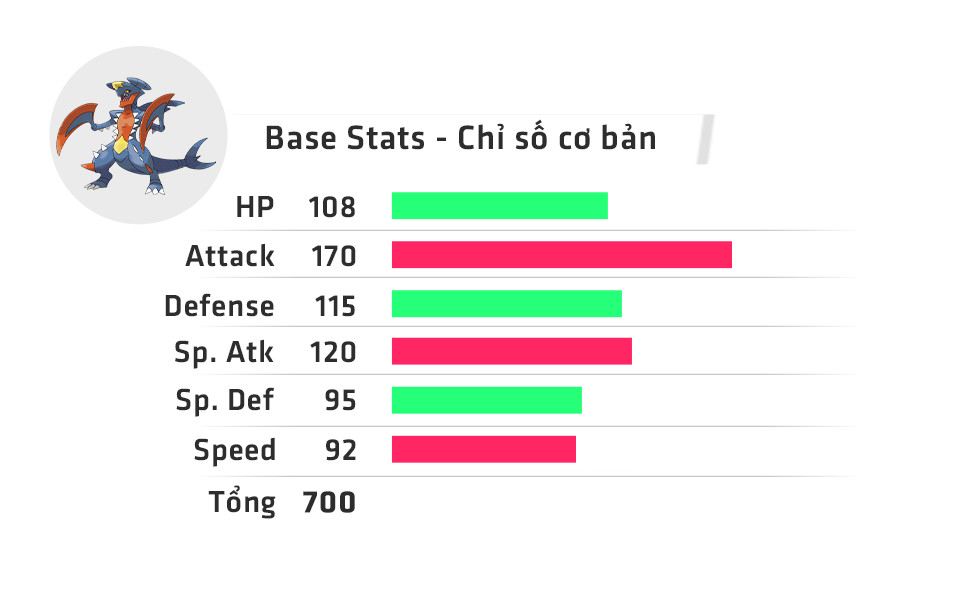 Base Stats - Chỉ số cơ bản
HP 108
Attack 170
Defense 115
Sp. Atk 120
Sp. Def 95
Speed 92
Tổng 700